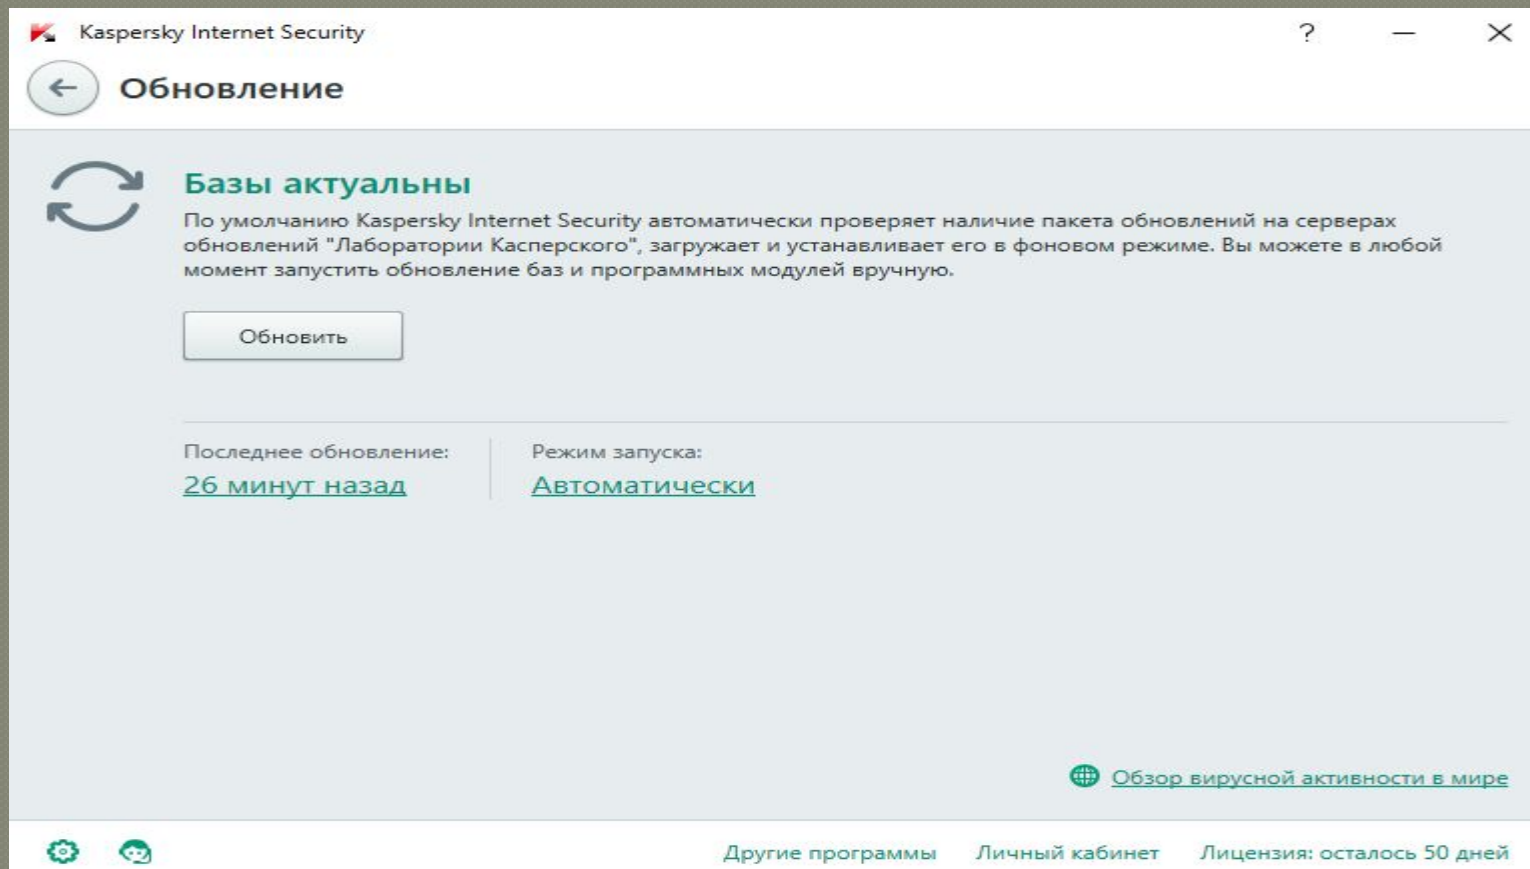 Kaspersky Internet Security
?
Обновление
Базы актуальны
По умолчанию Kaspersky Internet Security автоматически проверяет наличие пакета обновлений на серверах
обновлений "Лаборатории Касперского", загружает и устанавливает его в фоновом режиме. Вы можете в любой
момент запустить обновление баз и программных модулей вручную.
Обновить
Последнее обновление:
26 минут назад
Режим запуска:
Автоматически
Обзор вирусной активности в мире
Другие программы
Личный кабинет
Лицензия: осталось 50 дней